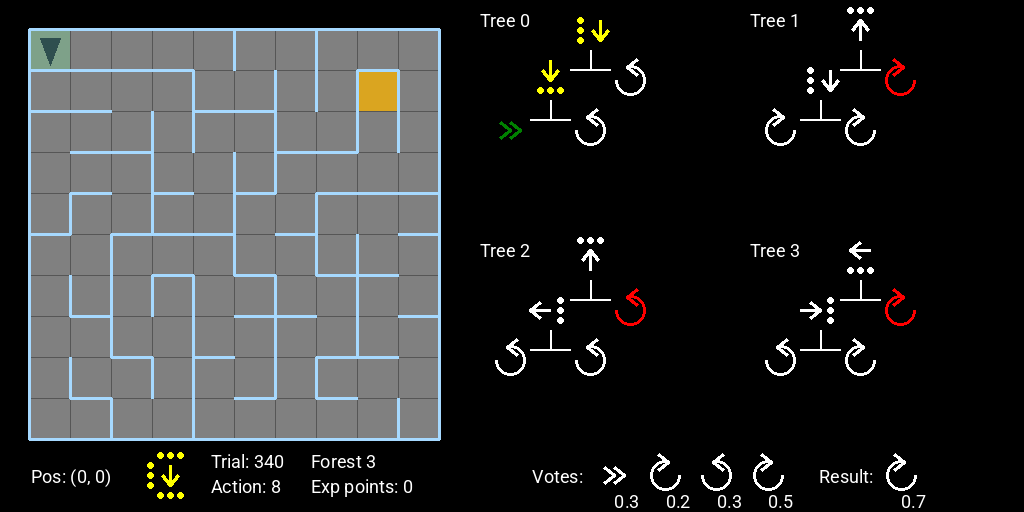 Tree 0
Tree 1
Tree 2
Tree 3
Pos: (0, 0)
Trial: 340
Forest 3
Action: 8
Exp points: 0
Votes:
0.3
0.2
0.3
0.5
Result:
0.7